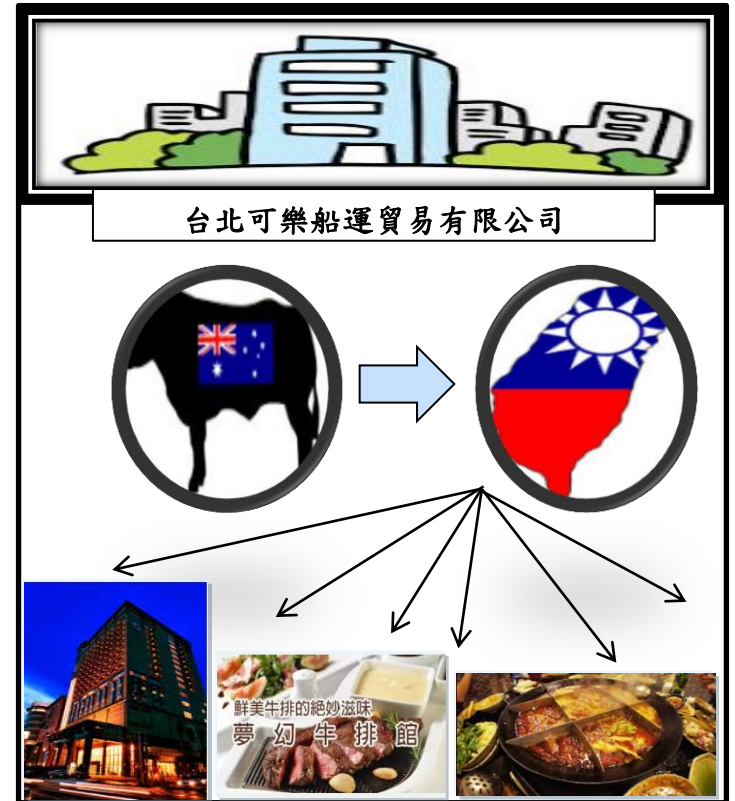 台北可樂船運貿易有限公司
鮮美牛排的絕妙滋味
夢幻牛排館